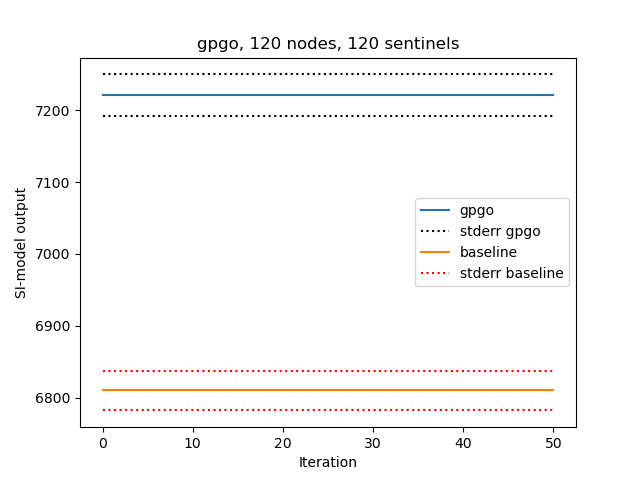 gpgo, 120 nodes, 120 sentinels
7200
7100
7000
6900
6800
SI-model output
gpgo
stderr gpgo
baseline
stderr baseline
0 10 20 30 40 50
Iteration